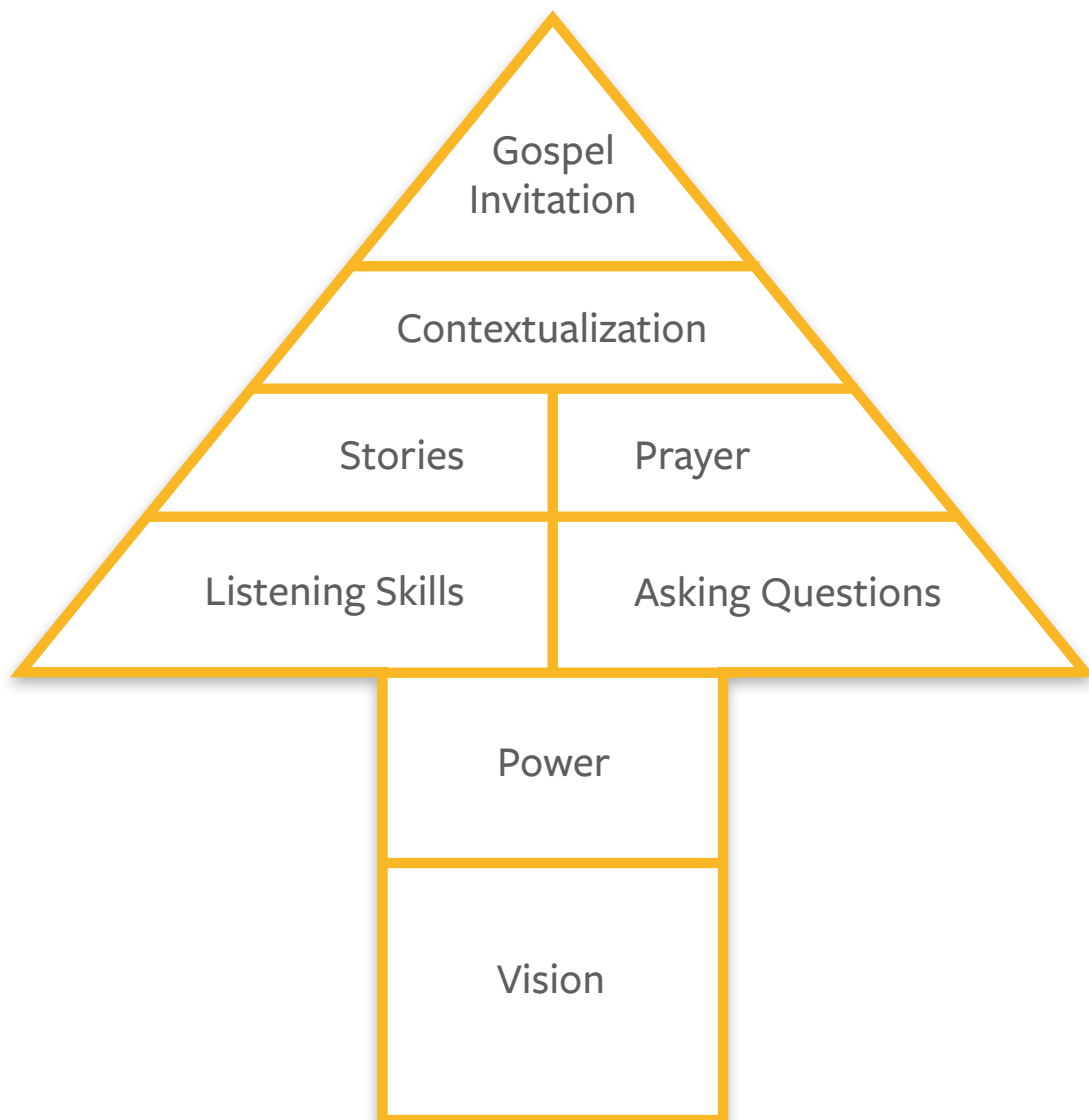 Gospel
Invitation
Contextualization
Stories
Prayer
Listening Skills
Asking Questions
Power
Vision